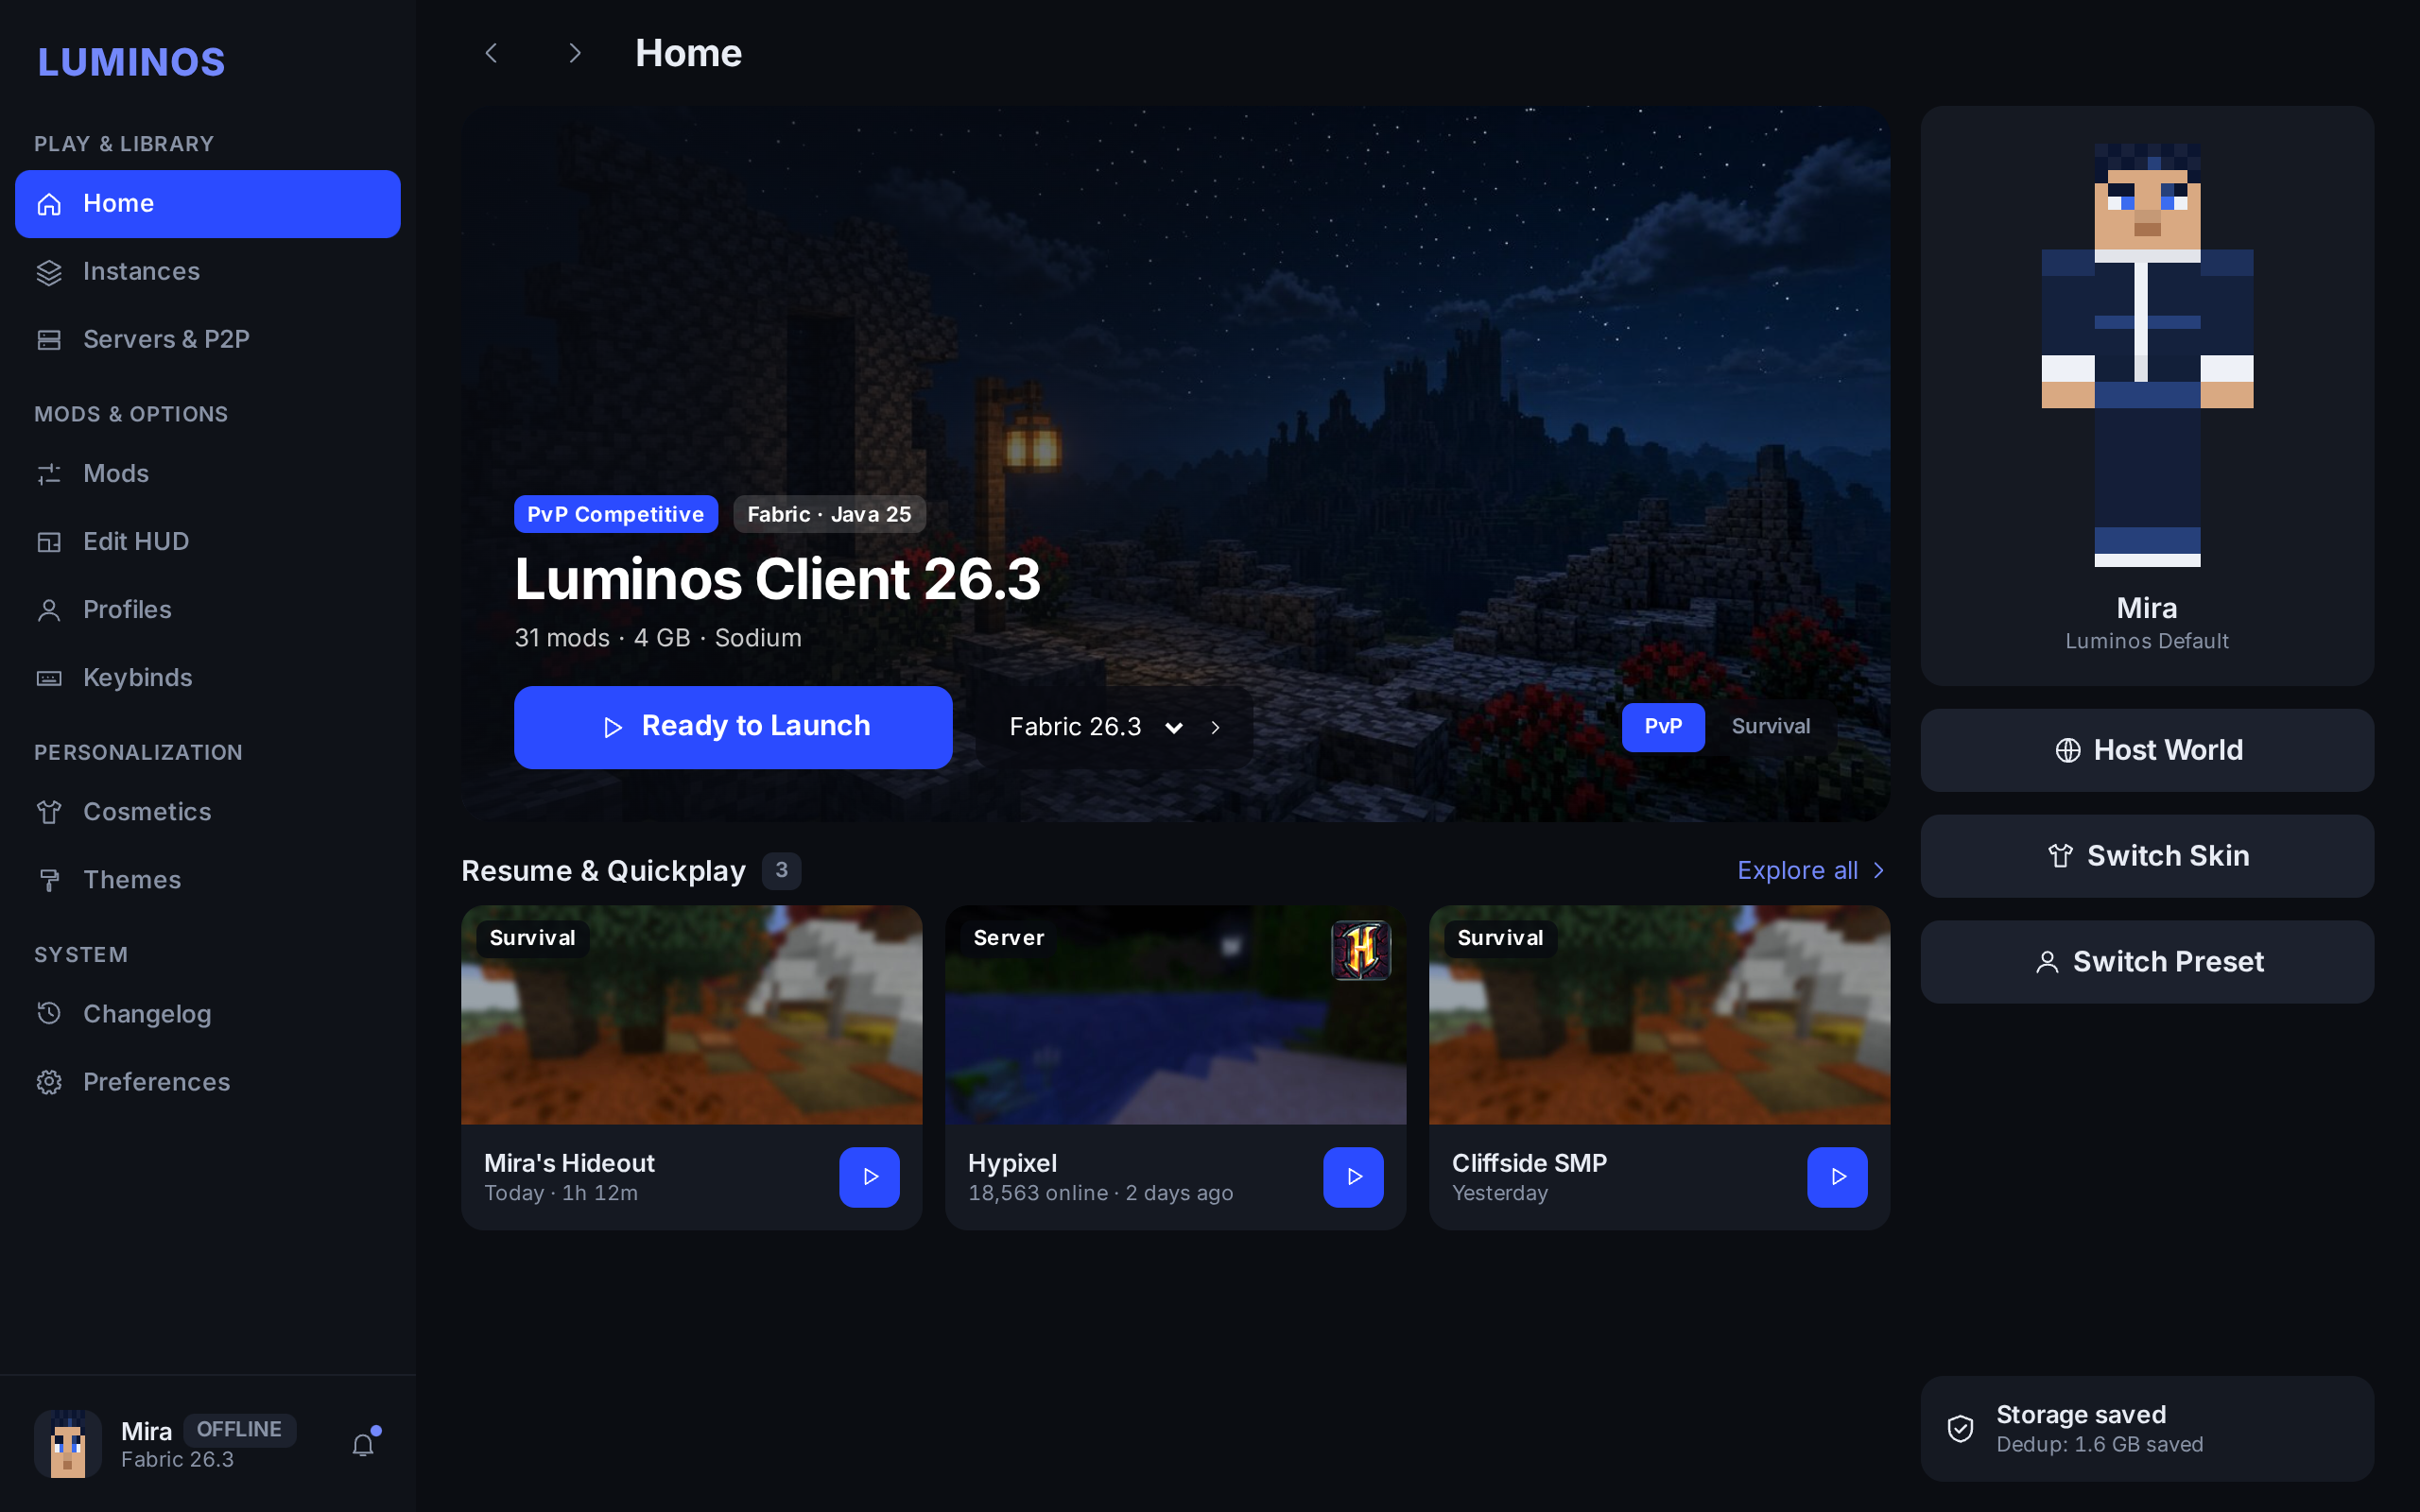 LUMINOS
PLAY & LIBRARY
Home
Instances
Servers & P2P
MODS & OPTIONS
Mods
Edit HUD
Profiles
Keybinds
PERSONALIZATION
Cosmetics
Themes
SYSTEM
Changelog
Preferences
Mira OFFLINE
Fabric 26.3
Home
PvP Competitive
Fabric · Java 25
Luminos Client 26.3
31 mods · 4 GB · Sodium
Ready to Launch
Fabric 26.3
PvP
Survival
Resume & Quickplay 3
Explore all
Survival
Mira's Hideout
Today · 1h 12m
Server
H
Hypixel
18,563 online · 2 days ago
Survival
Cliffside SMP
Yesterday
Mira
Luminos Default
Host World
Switch Skin
Switch Preset
Storage saved
Dedup: 1.6 GB saved